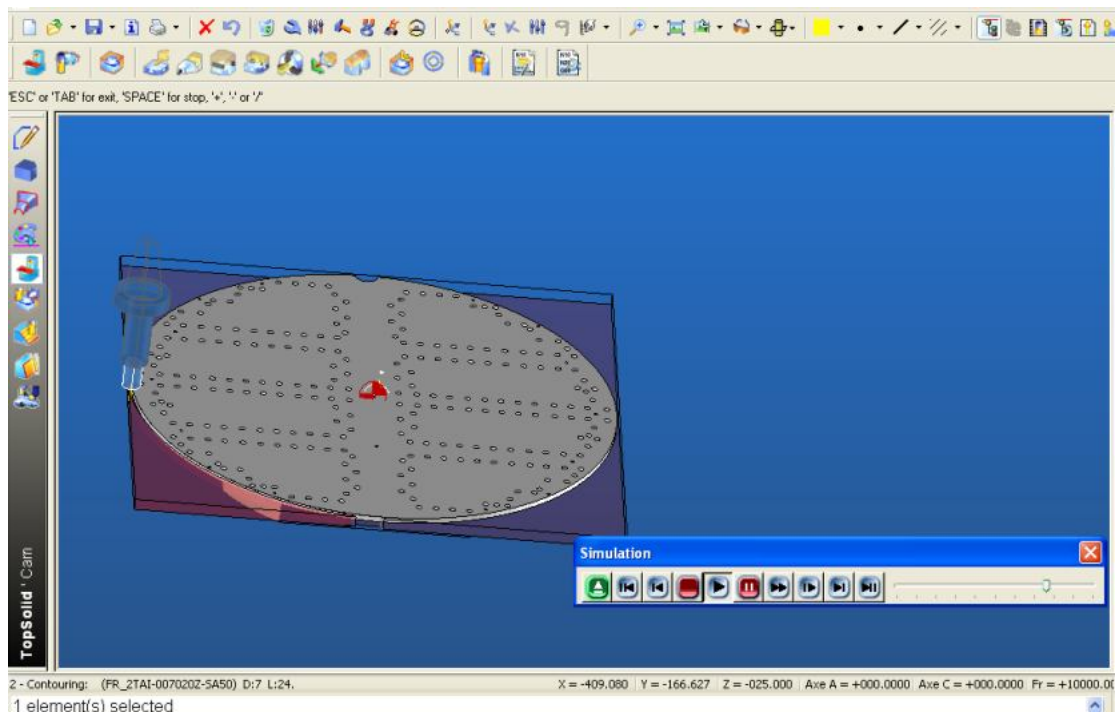 'ESC' or 'TAB' for exit, 'SPACE' for stop, '+', '-' or '/'
Simulation
TopSolid 'Cam
2 - Contouring: (FR_2TAI-007020Z-SA50) D:7 L:24. X = -409.080 Y = -166.627 Z = -025.000 Axe A = +000.0000 Axe C = +000.0000 Fr = +10000.00
1 element(s) selected